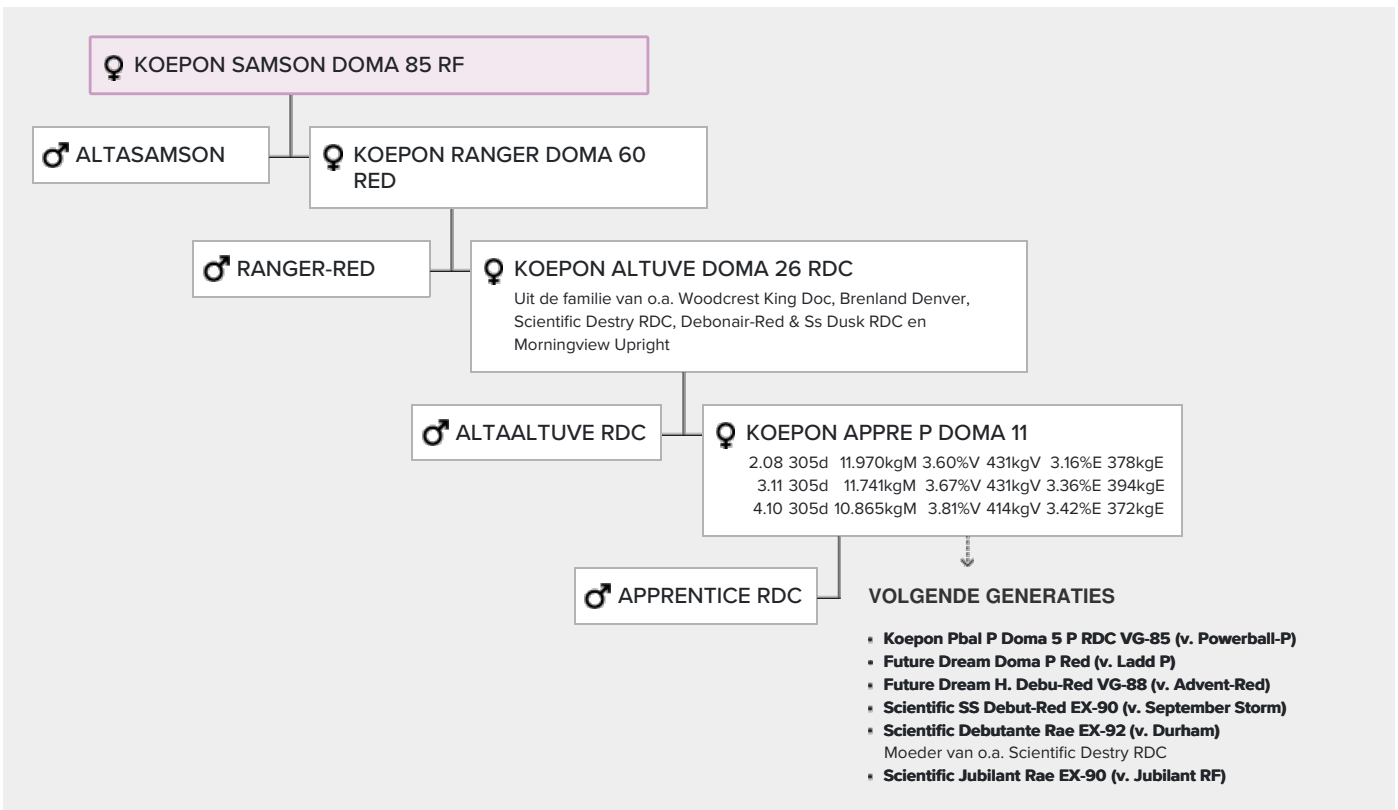 KOEPON SAMSON DOMA 85 RF
ALTASAMSON
KOEPON RANGER DOMA 60
RED
RANGER-RED
KOEPON ALTUVE DOMA 26 RDC
Uit de familie van o.a. Woodcrest King Doc, Brenland Denver,
Scientific Destry RDC, Debonair-Red & Ss Dusk RDC en
Morningview Upright
ALTAALTUVE RDC
KOEPON APPRE P DOMA 11
2.08 305d 11.970kgM 3.60%V 431kgV 3.16%E 378kgE
3.11 305d 11.741kgM 3.67%V 431kgV 3.36%E 394kgE
4.10 305d 10.865kgM 3.81%V 414kgV 3.42%E 372kgE
APPRENTICE RDC
VOLGENDE GENERATIES
▪ Koepon Pbal P Doma 5 P RDC VG-85 (v. Powerball-P)
▪ Future Dream Doma P Red (v. Ladd P)
▪ Future Dream H. Debu-Red VG-88 (v. Advent-Red)
▪ Scientific SS Debut-Red EX-90 (v. September Storm)
▪ Scientific Debutante Rae EX-92 (v. Durham)
Moeder van o.a. Scientific Destry RDC
▪ Scientific Jubilant Rae EX-90 (v. Jubilant RF)